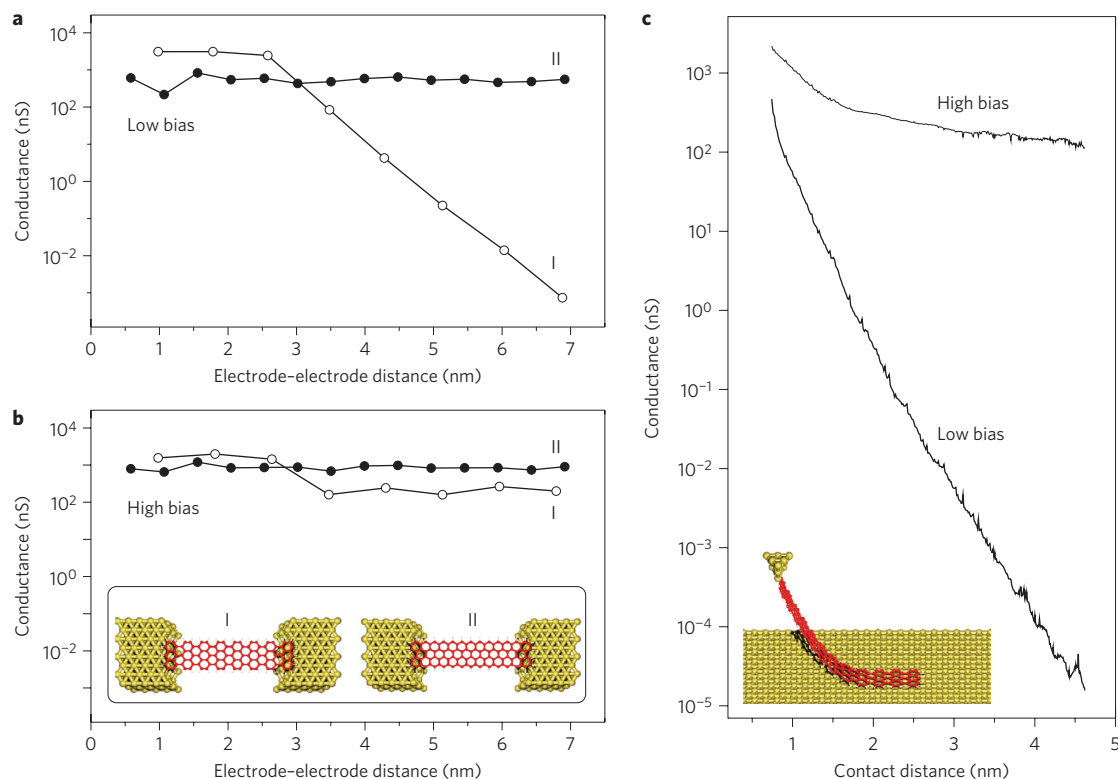 a
10⁴
10²
10⁰
10⁻²
Conductance (nS)
Low bias
II
I
0 1 2 3 4 5 6 7
Electrode–electrode distance (nm)
b
10⁴
10²
10⁰
10⁻²
Conductance (nS)
High bias
II
I
I II
0 1 2 3 4 5 6 7
Electrode–electrode distance (nm)
c
10³
10²
10¹
10⁰
10⁻¹
10⁻²
10⁻³
10⁻⁴
10⁻⁵
Conductance (nS)
High bias
Low bias
1 2 3 4 5
Contact distance (nm)